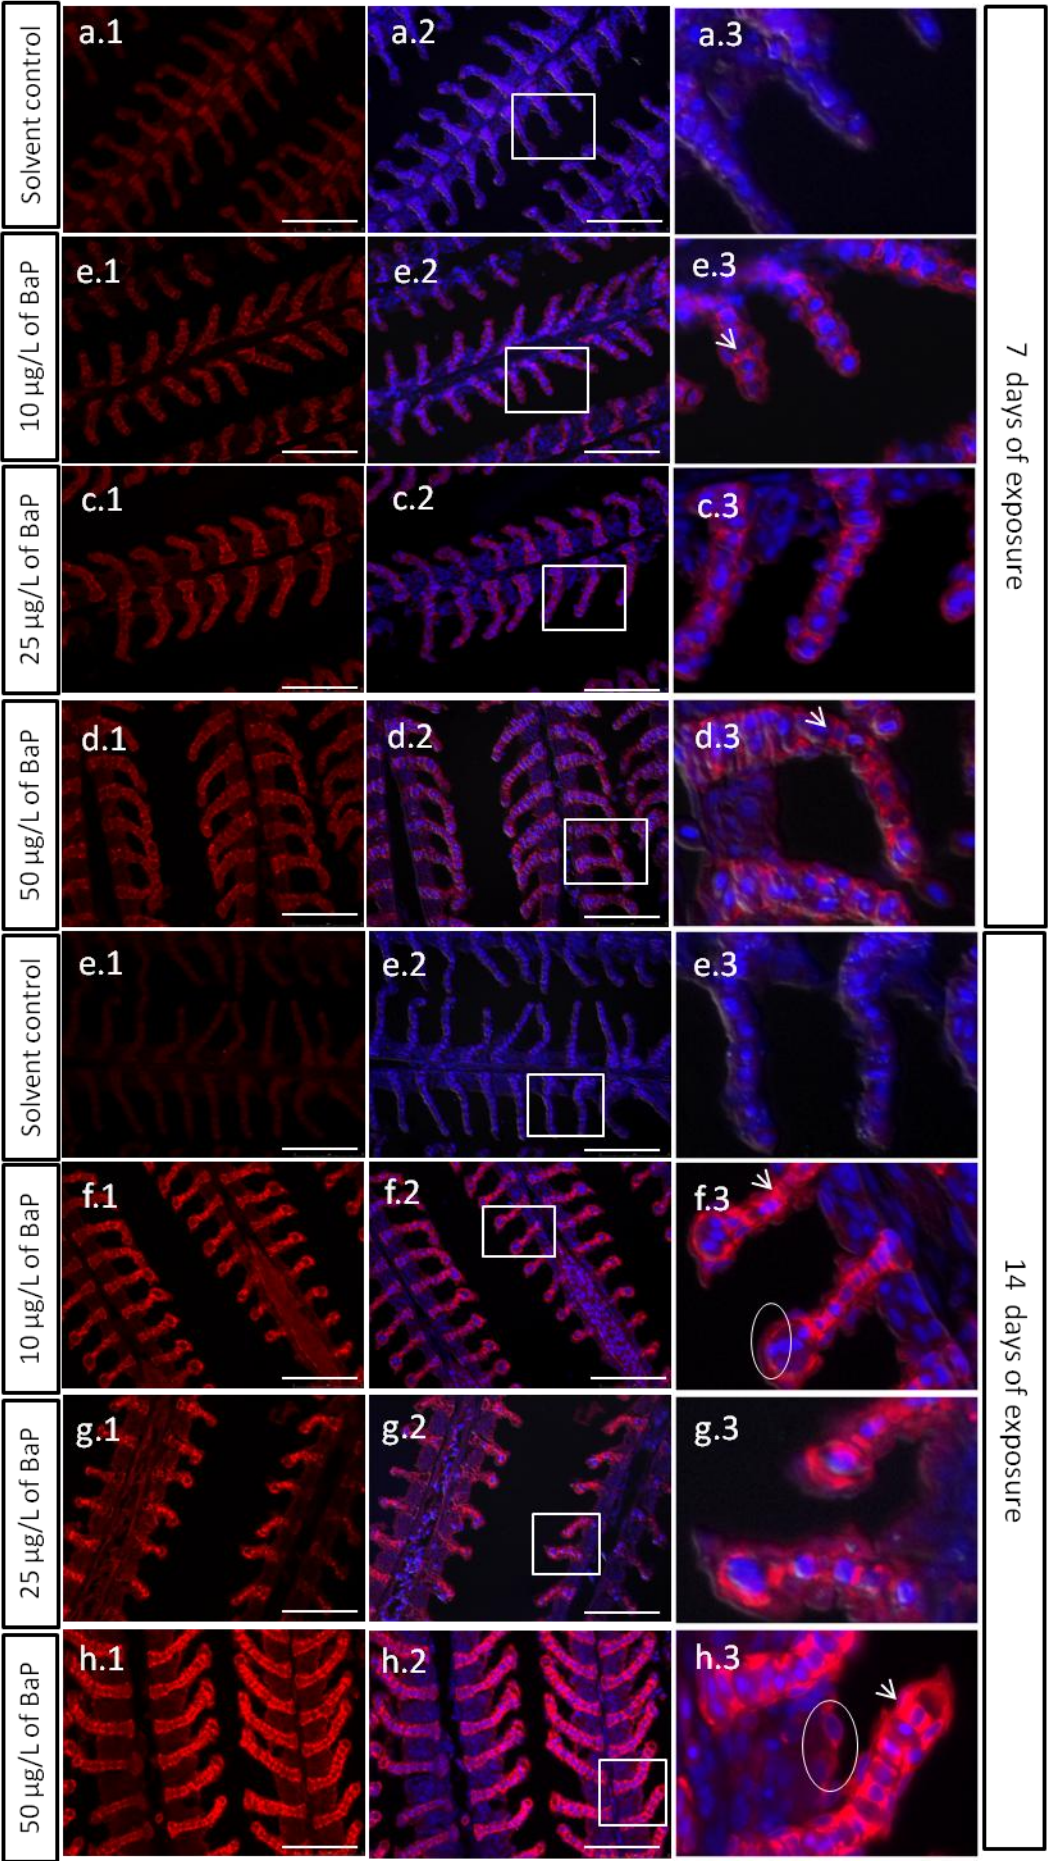 Solvent control
a.1
a.2
a.3
10 µg/L of BaP
e.1
e.2
e.3
25 µg/L of BaP
c.1
c.2
c.3
50 µg/L of BaP
d.1
d.2
d.3
7 days of exposure
Solvent control
e.1
e.2
e.3
10 µg/L of BaP
f.1
f.2
f.3
25 µg/L of BaP
g.1
g.2
g.3
50 µg/L of BaP
h.1
h.2
h.3
14 days of exposure